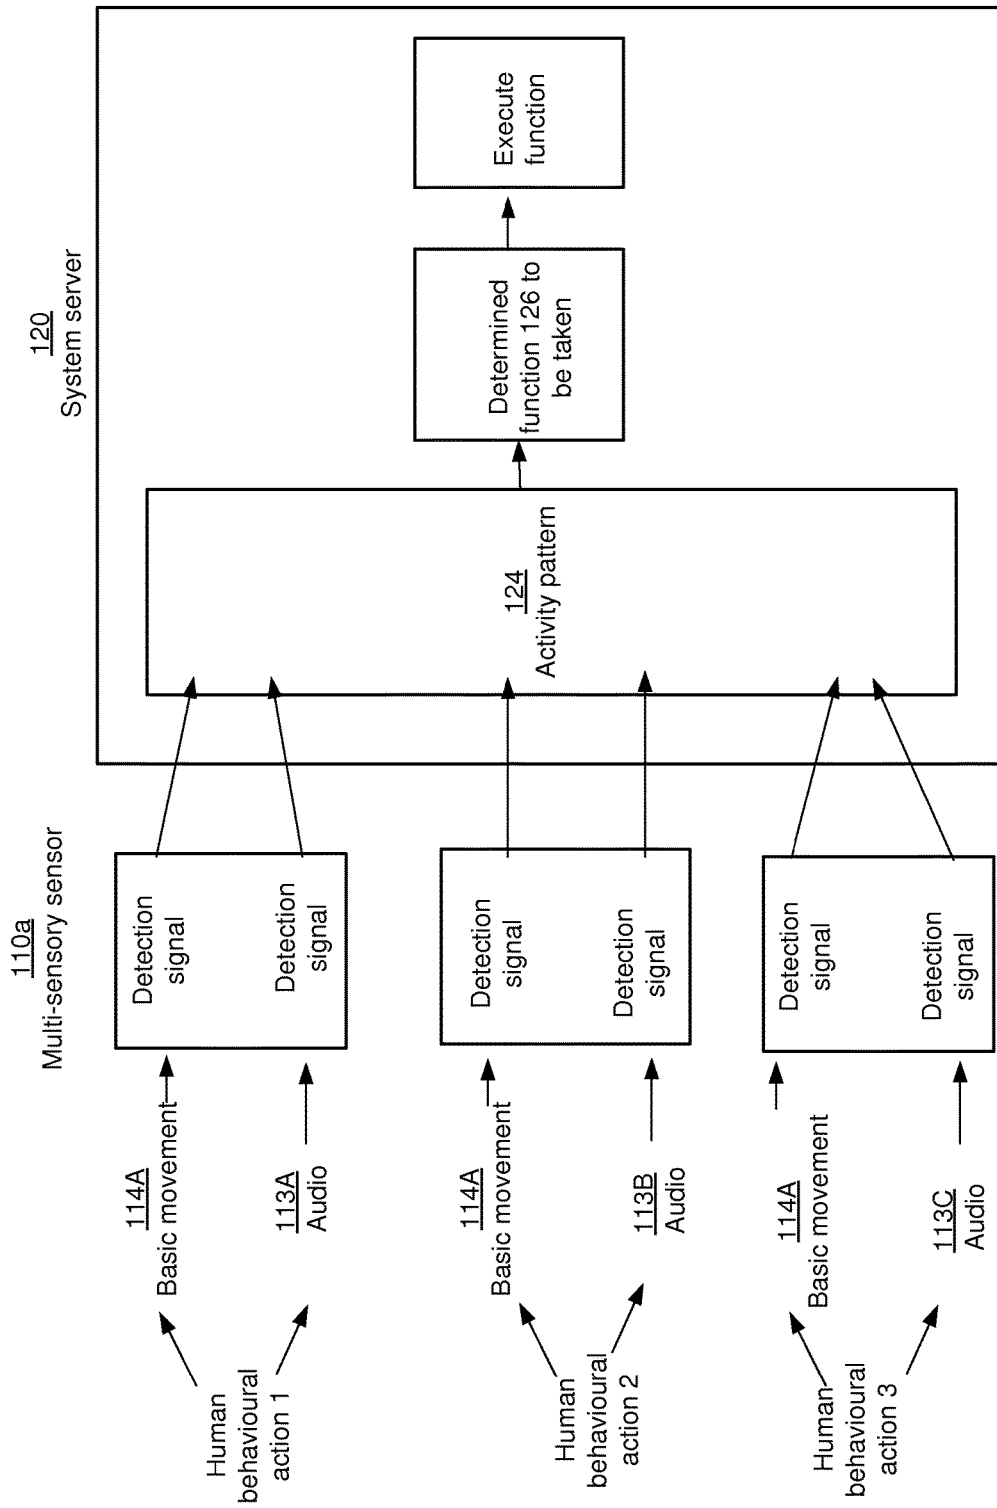 110a
Multi-sensory sensor
120
System server
Human
behavioural
action 1
114A
Basic movement
113A
Audio
Detection
signal
Detection
signal
Human
behavioural
action 2
114A
Basic movement
113B
Audio
Detection
signal
Detection
signal
Human
behavioural
action 3
114A
Basic movement
113C
Audio
Detection
signal
Detection
signal
124
Activity pattern
Determined
function 126 to
be taken
Execute
function